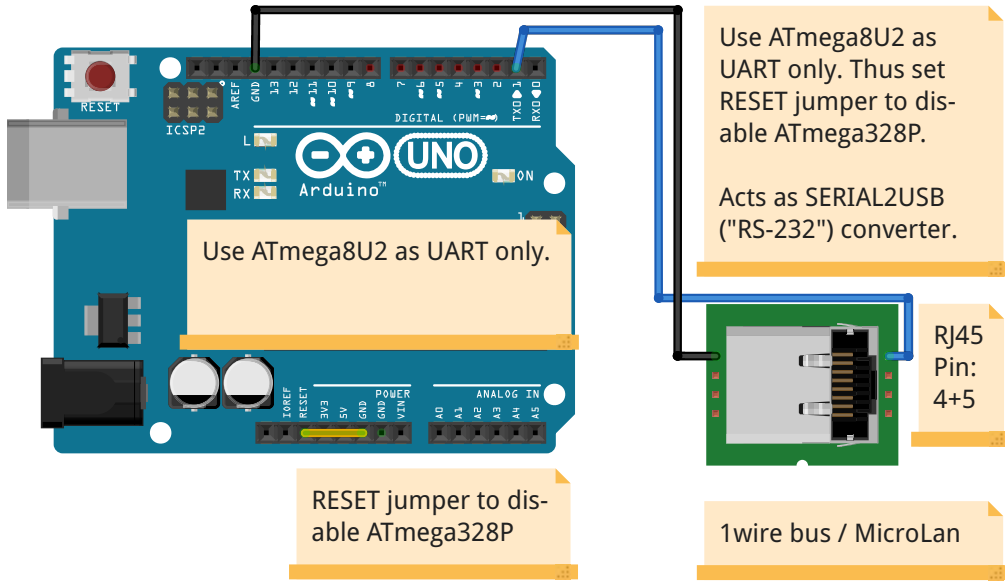 Use ATmega8U2 as
UART only. Thus set
RESET jumper to dis-
able ATmega328P.
Acts as SERIAL2USB
("RS-232") converter.
RESET
ICSP2
AREF
GND
13
12
11
10
9
8
7
6
5
4
3
2
TX0 1
RX0 0
DIGITAL (PWM=)
L
TX
RX
UNO
Arduino™
ON
1
Use ATmega8U2 as UART only.
RJ45
Pin:
4+5
POWER
ANALOG IN
IOREF
RESET
3V3
5V
GND
GND
VIN
A0
A1
A2
A3
A4
A5
RESET jumper to dis-
able ATmega328P
1wire bus / MicroLan